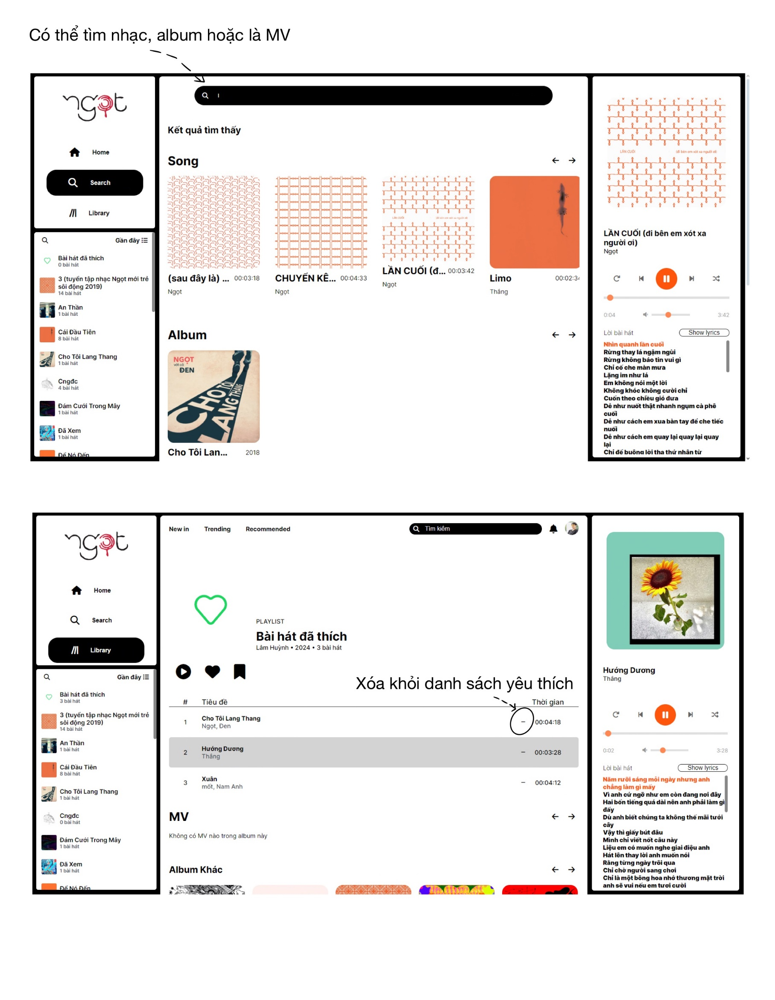 Có thể tìm nhạc, album hoặc là MV
ngọt
Home
Search
Library
Gần đây
Bài hát đã thích
0 bài hát
3 (tuyển tập nhạc Ngọt mới trẻ
sôi động 2019)
14 bài hát
An Thần
1 bài hát
Cái Đầu Tiên
8 bài hát
Cho Tôi Lang Thang
1 bài hát
Cngđc
4 bài hát
Đám Cưới Trong Mây
1 bài hát
Đã Xem
1 bài hát
Để Nó Đến
l
Kết quả tìm thấy
Song
LẦN CUỐI (đi bên em xót xa người ơi)
(sau đây là) ... 00:03:18
Ngọt
CHUYỂN KÊ... 00:04:33
Ngọt
LẦN CUỐI (đ... 00:03:42
Ngọt
Limo 00:02:34
Thắng
Album
NGỌT
với cả
ĐEN
CHO TÔI
LANG THANG
Cho Tôi Lan... 2018
LẦN CUỐI (đi bên em xót xa người ơi)
LẦN CUỐI (đi bên em xót xa
người ơi)
Ngọt
0:04 3:42
Lời bài hát Show lyrics
Nhìn quanh lần cuối
Rừng thay lá ngậm ngùi
Rừng không báo tin vui gì
Chỉ cố che màn mưa
Lặng im như lá
Em không nói một lời
Không khóc không cười chỉ
Cuốn theo chiều gió đưa
Dễ như nuốt thật nhanh ngụm cà phê
cuối
Dễ như cách em xua bàn tay để che tiếc
nuối
Dễ như cách em quay lại quay lại quay
lại
Chỉ để buông lời tha thứ nhân từ
ngọt
Home
Search
Library
Gần đây
Bài hát đã thích
3 bài hát
3 (tuyển tập nhạc Ngọt mới trẻ
sôi động 2019)
14 bài hát
An Thần
1 bài hát
Cái Đầu Tiên
8 bài hát
Cho Tôi Lang Thang
1 bài hát
Cngđc
0 bài hát
Đám Cưới Trong Mây
1 bài hát
Đã Xem
1 bài hát
Để Nó Đến
New in Trending Recommended Tìm kiếm
PLAYLIST
Bài hát đã thích
Lâm Huỳnh • 2024 • 3 bài hát
Xóa khỏi danh sách yêu thích
# Tiêu đề Thời gian
1 Cho Tôi Lang Thang – 00:04:18
Ngọt, Đen
2 Hướng Dương – 00:03:28
Thắng
3 Xuân – 00:04:12
mốt, Nam Anh
MV
Không có MV nào trong album này
Album Khác
Hướng Dương
Thắng
0:02 3:28
Lời bài hát Show lyrics
Năm rưỡi sáng mỗi ngày nhưng anh
chẳng làm gì mấy
Vì anh cứ ngỡ như em còn đang nơi đây
Hai bốn tiếng quá dài nên anh phải làm gì
đấy
Dù anh biết chúng ta không thể mãi tưới
cây
Vậy thì giấy bút đâu
Mình chỉ viết nốt câu này
Liệu em có muốn nghe giai điệu anh
Hát lên thay lời anh muốn nói
Rằng từng ngày trôi qua
Chỉ chờ người sang chơi
Chỉ là một bông hoa nhớ thương mặt trời
anh sẽ vui nếu em tươi cười